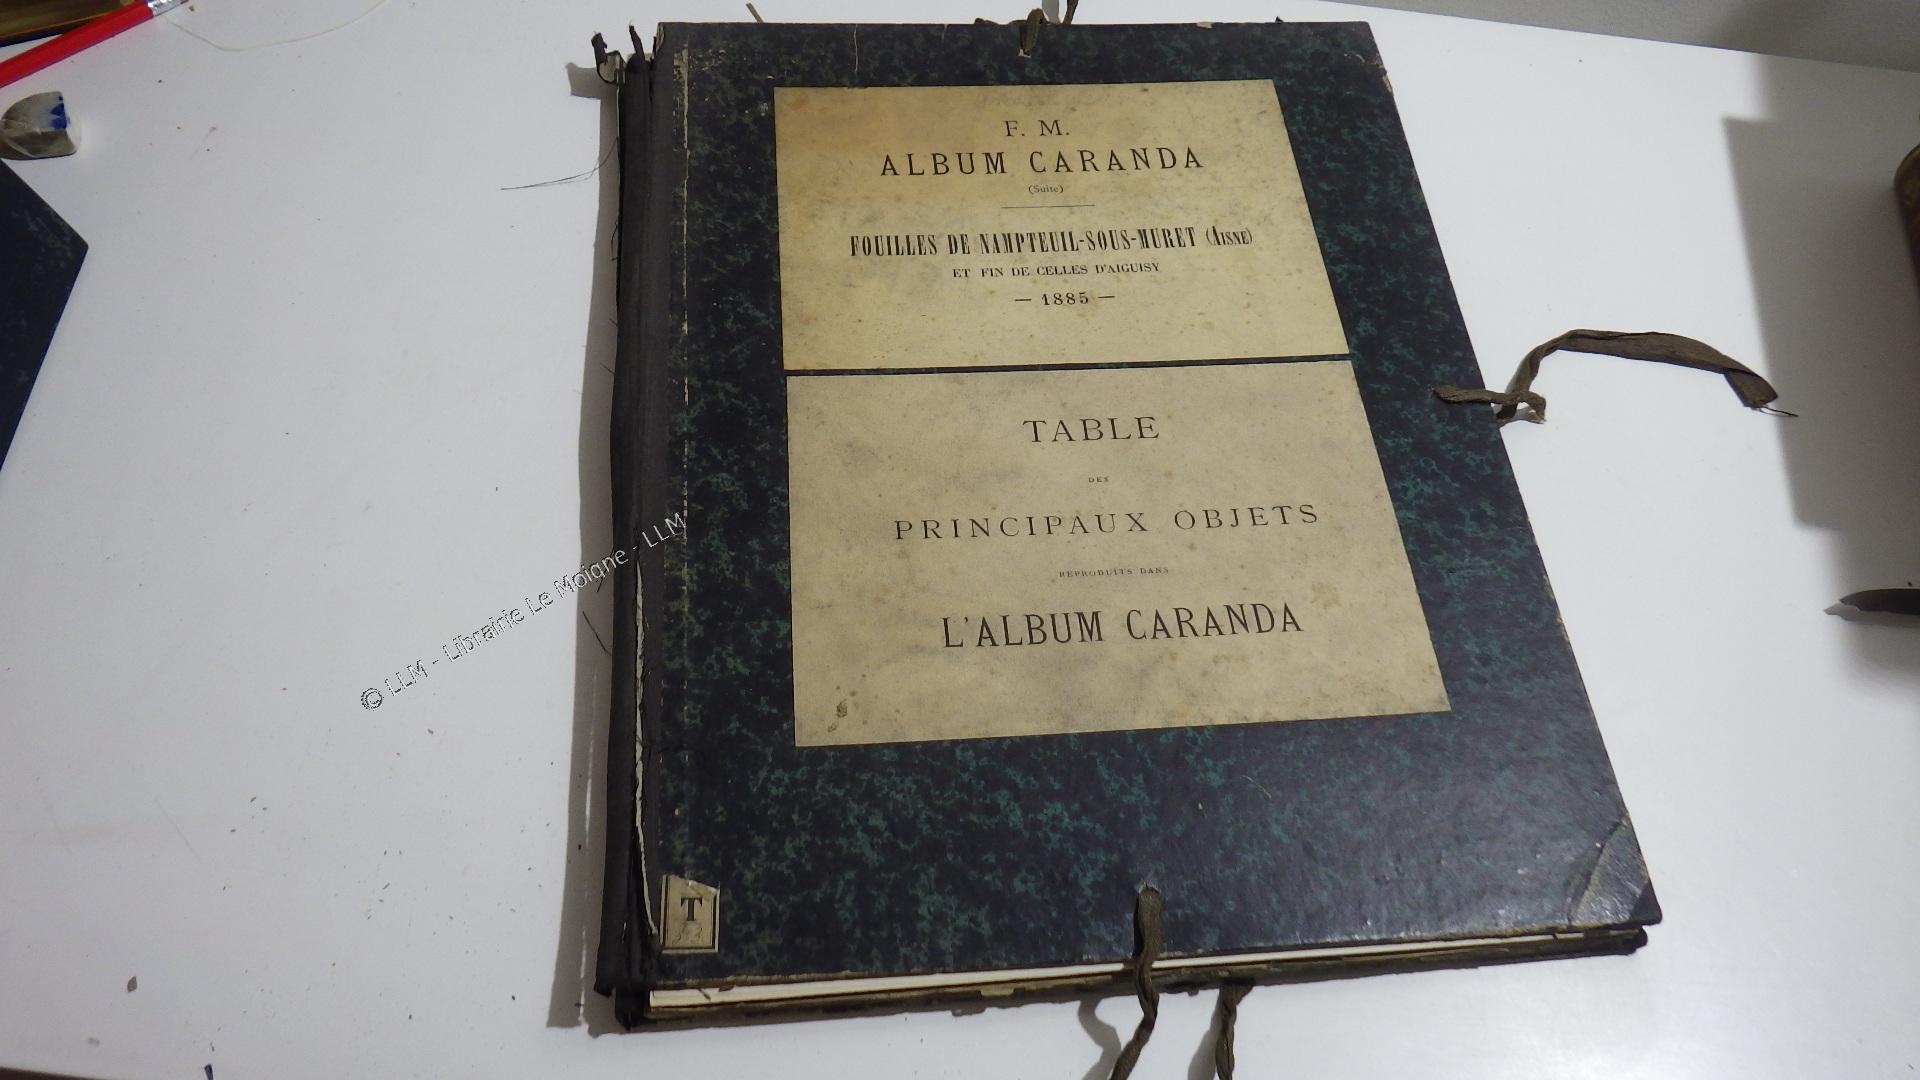 F. M.
ALBUM CARANDA
(Suite)
FOUILLES DE NAMPTEUIL-SOUS-MURET (AISNE)
ET FIN DE CELLES D'AIGUISY
— 1885 —
TABLE
DES
PRINCIPAUX OBJETS
REPRODUITS DANS
L'ALBUM CARANDA
T
© LLM - Librairie Le Moigne - LLM